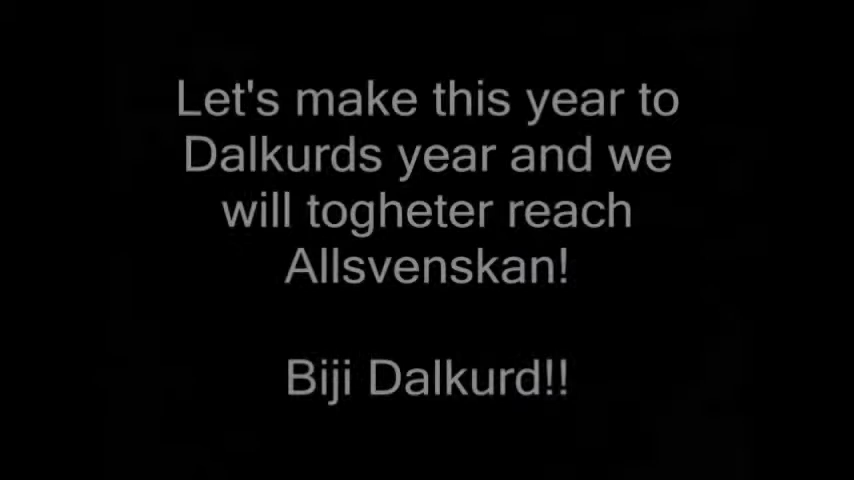 Let's make this year to
Dalkurds year and we
will togheter reach
Allsvenskan!
Biji Dalkurd!!